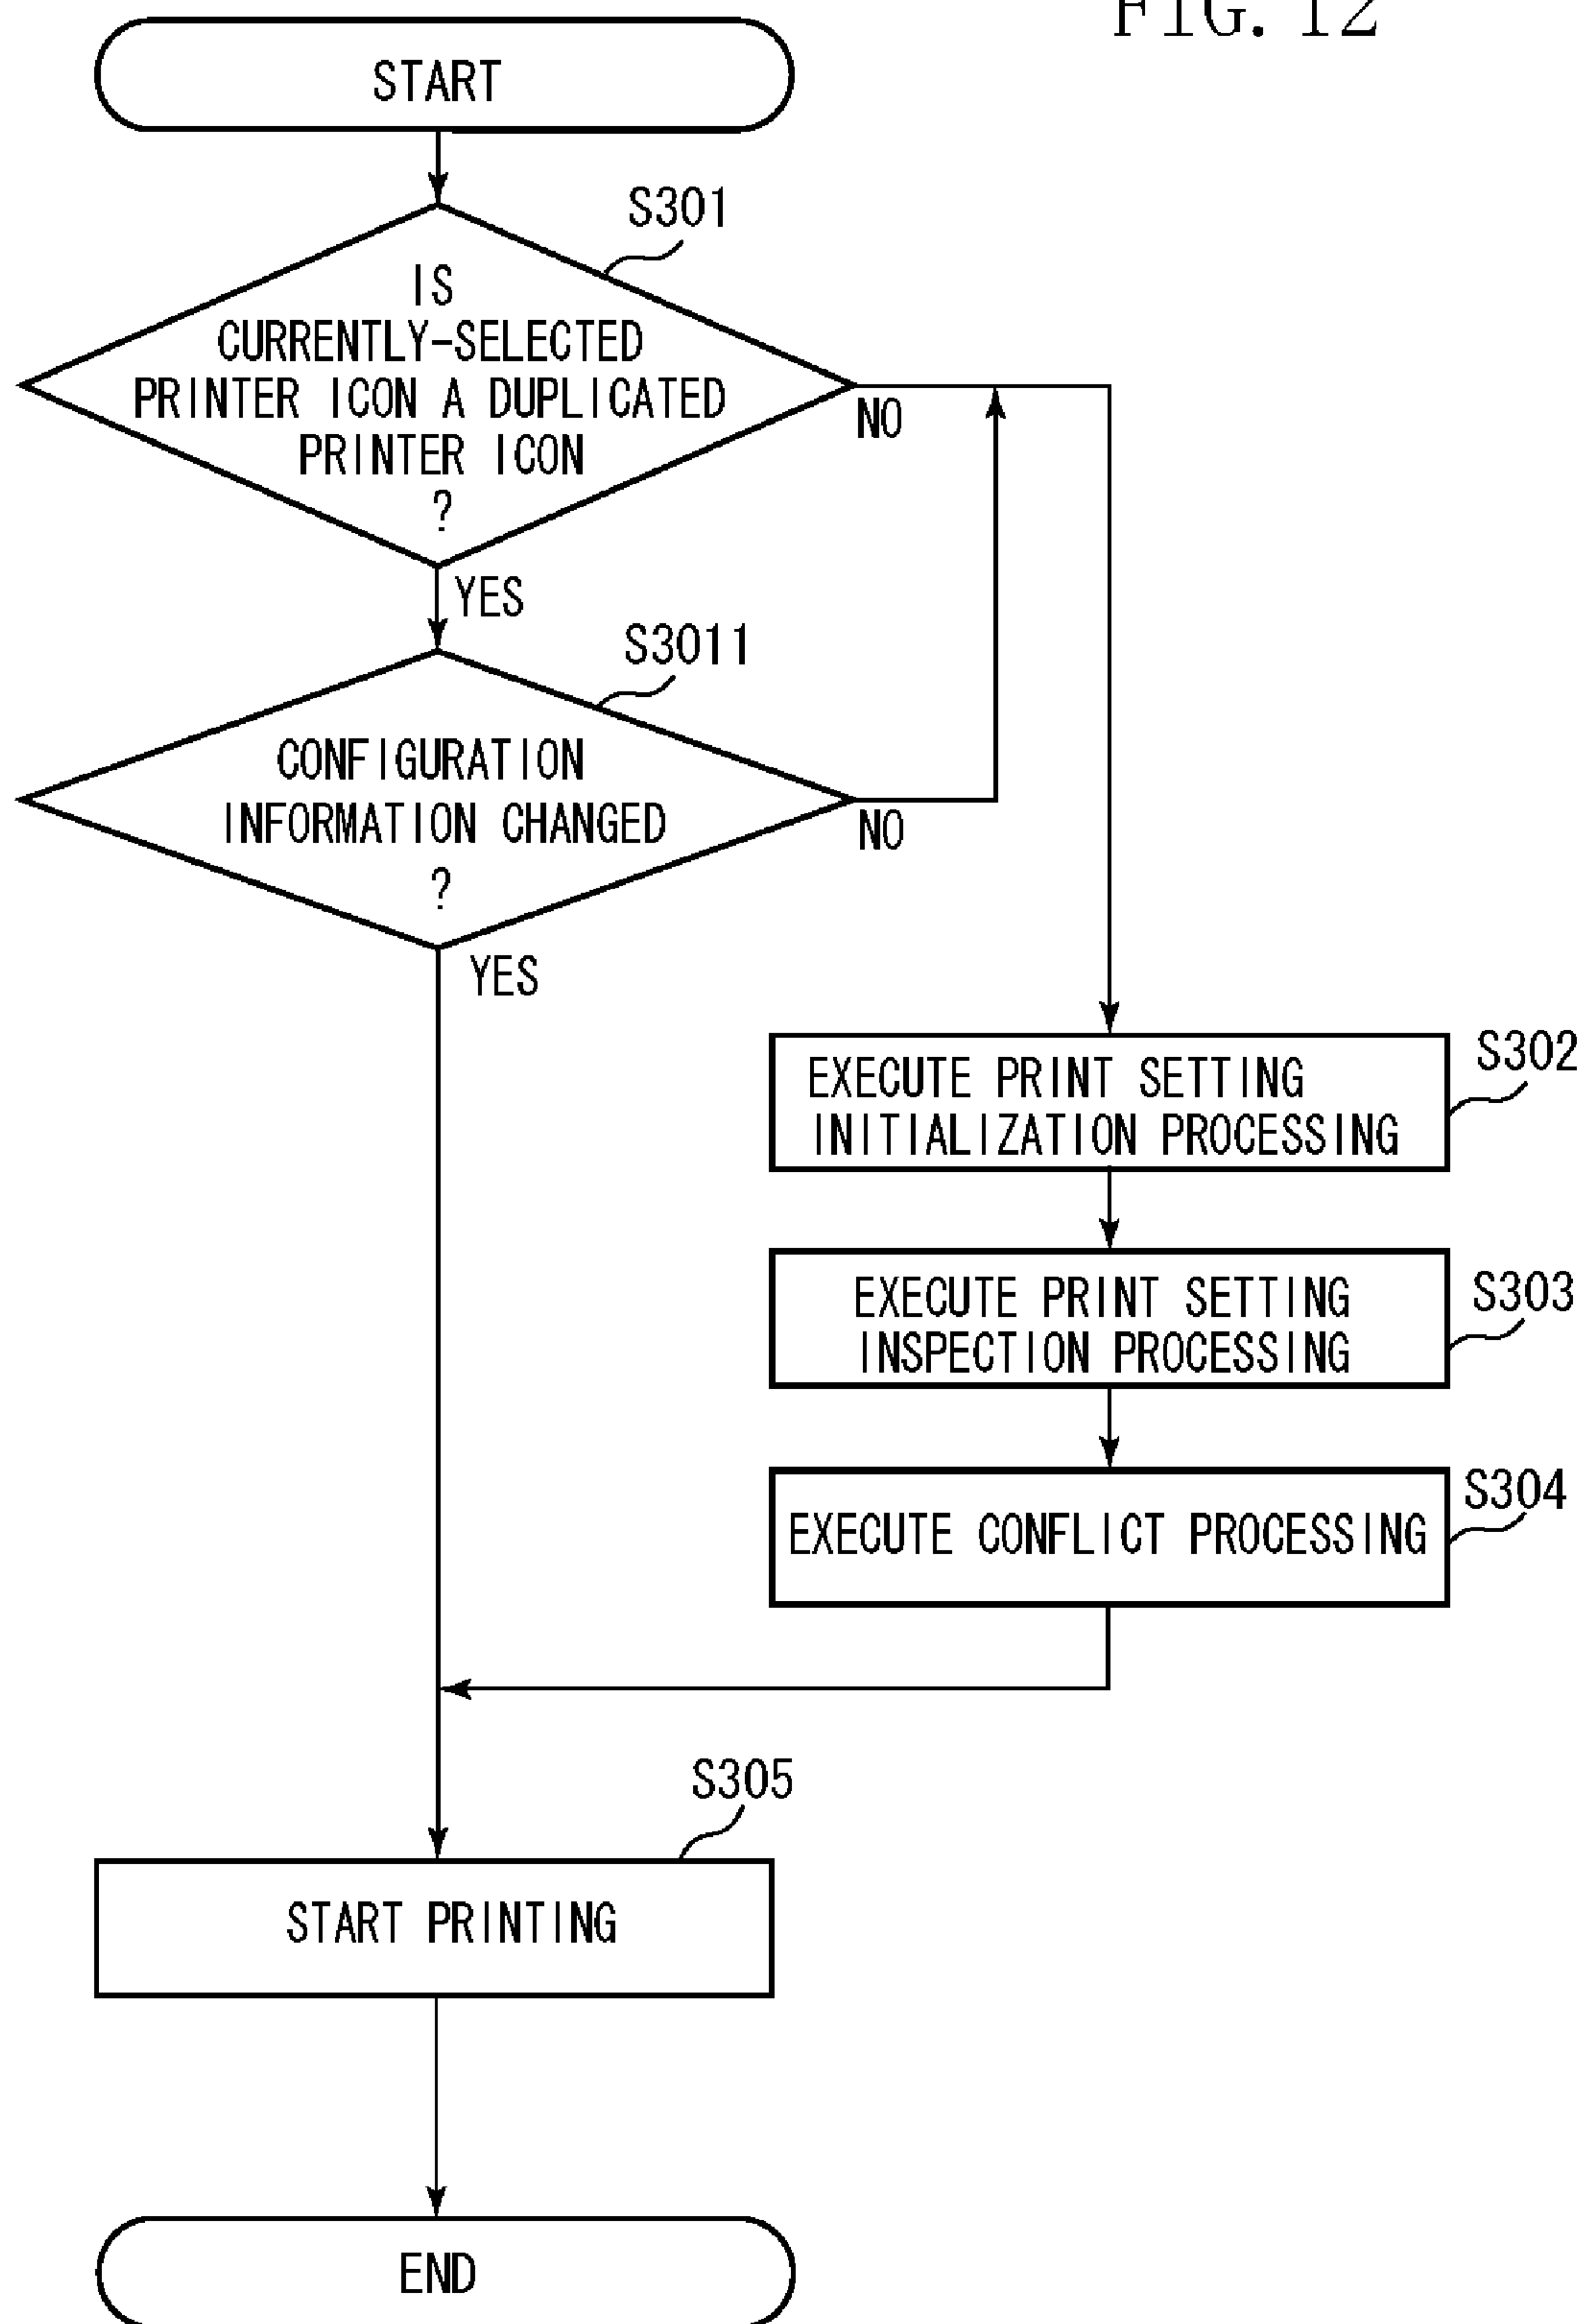 FIG. 12
START
S301
IS
CURRENTLY-SELECTED
PRINTER ICON A DUPLICATED
PRINTER ICON
?
NO
YES
S3011
CONFIGURATION
INFORMATION CHANGED
?
NO
YES
S302
EXECUTE PRINT SETTING
INITIALIZATION PROCESSING
S303
EXECUTE PRINT SETTING
INSPECTION PROCESSING
S304
EXECUTE CONFLICT PROCESSING
S305
START PRINTING
END